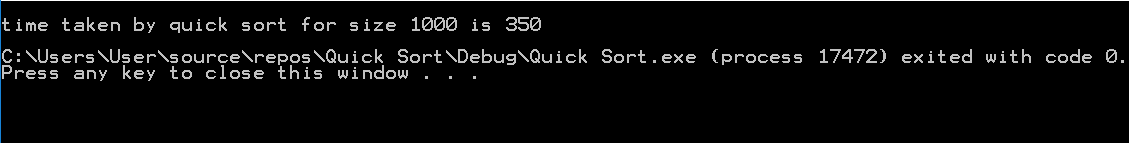 time taken by quick sort for size 1000 is 350
C:\Users\User\source\repos\Quick Sort\Debug\Quick Sort.exe (process 17472) exited with code 0.
Press any key to close this window . . .